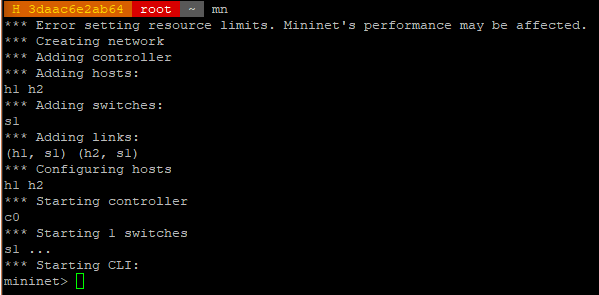 H 3daac6e2ab64 root ~ mn
*** Error setting resource limits. Mininet's performance may be affected.
*** Creating network
*** Adding controller
*** Adding hosts:
h1 h2
*** Adding switches:
s1
*** Adding links:
(h1, s1) (h2, s1)
*** Configuring hosts
h1 h2
*** Starting controller
c0
*** Starting 1 switches
s1 ...
*** Starting CLI:
mininet>